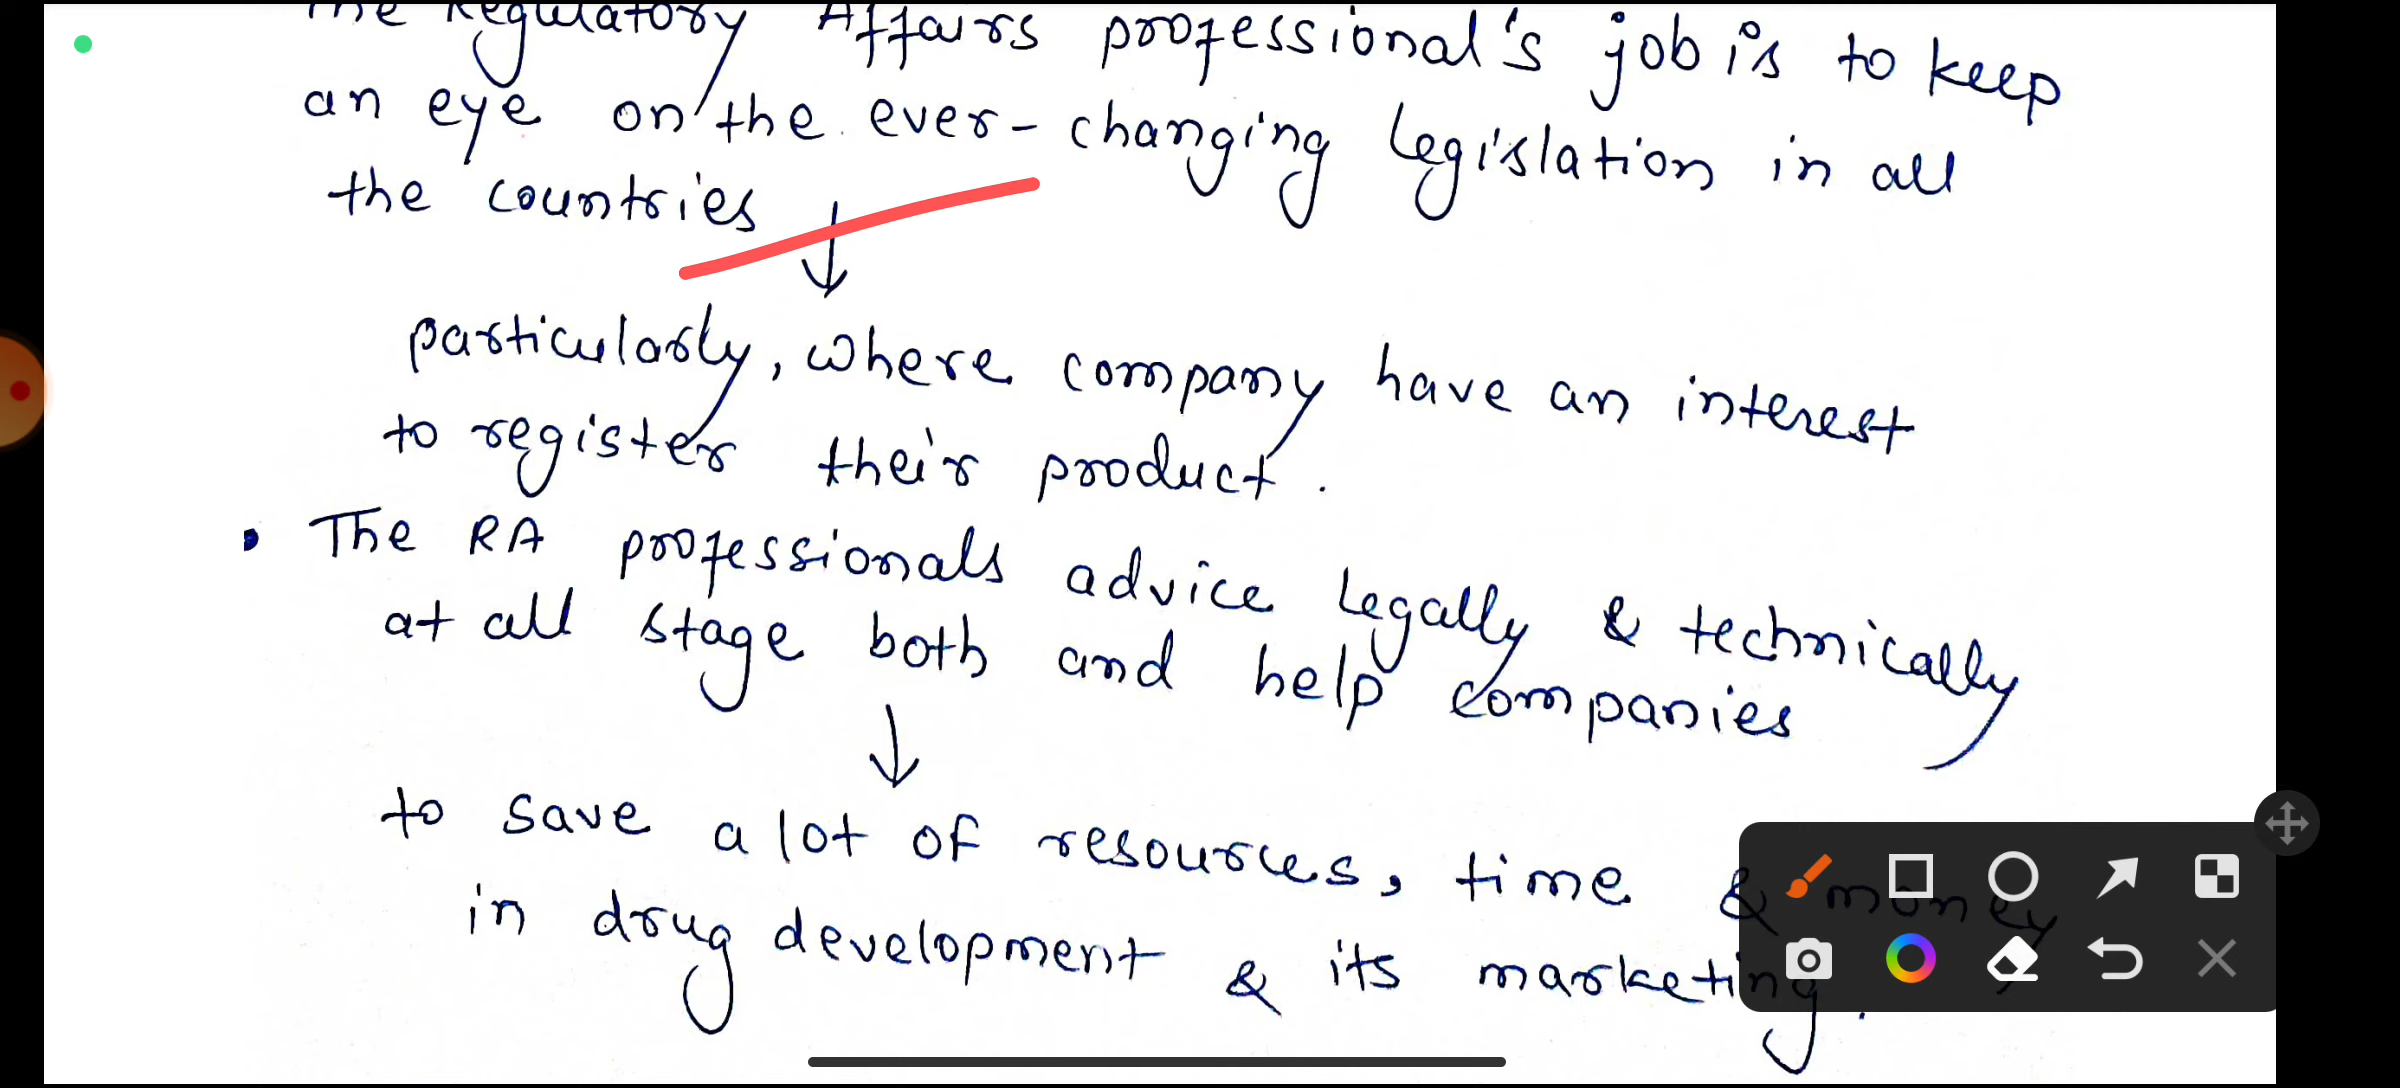 The Regulatory Affairs professional's job is to keep
an eye on the ever-changing legislation in all
the countries
↓
particularly, where company have an interest
to register their product.
• The RA professionals advice legally & technically
at all stage both and help companies
↓
to save a lot of resources, time & money
in drug development & its marketing.